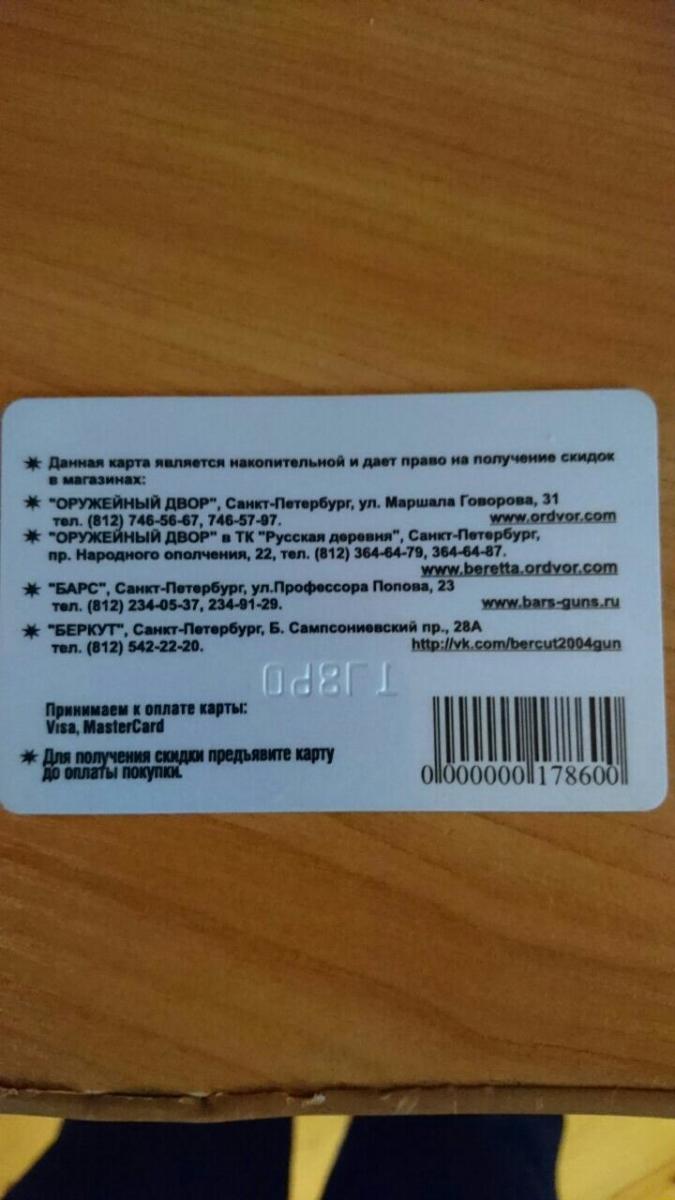 ✶ Данная карта является накопительной и дает право на получение скидок
в магазинах:
✶ "ОРУЖЕЙНЫЙ ДВОР", Санкт-Петербург, ул. Маршала Говорова, 31
тел. (812) 746-56-67, 746-57-97. www.ordvor.com
✶ "ОРУЖЕЙНЫЙ ДВОР" в ТК "Русская деревня", Санкт-Петербург,
пр. Народного ополчения, 22, тел. (812) 364-64-79, 364-64-87.
www.beretta.ordvor.com
✶ "БАРС", Санкт-Петербург, ул.Профессора Попова, 23
тел. (812) 234-05-37, 234-91-29. www.bars-guns.ru
✶ "БЕРКУТ", Санкт-Петербург, Б. Сампсониевский пр., 28А
тел. (812) 542-22-20. http://vk.com/bercut2004gun
Принимаем к оплате карты:
Visa, MasterCard
✶ Для получения скидки предъявите карту
до оплаты покупки.
0 000000 178600